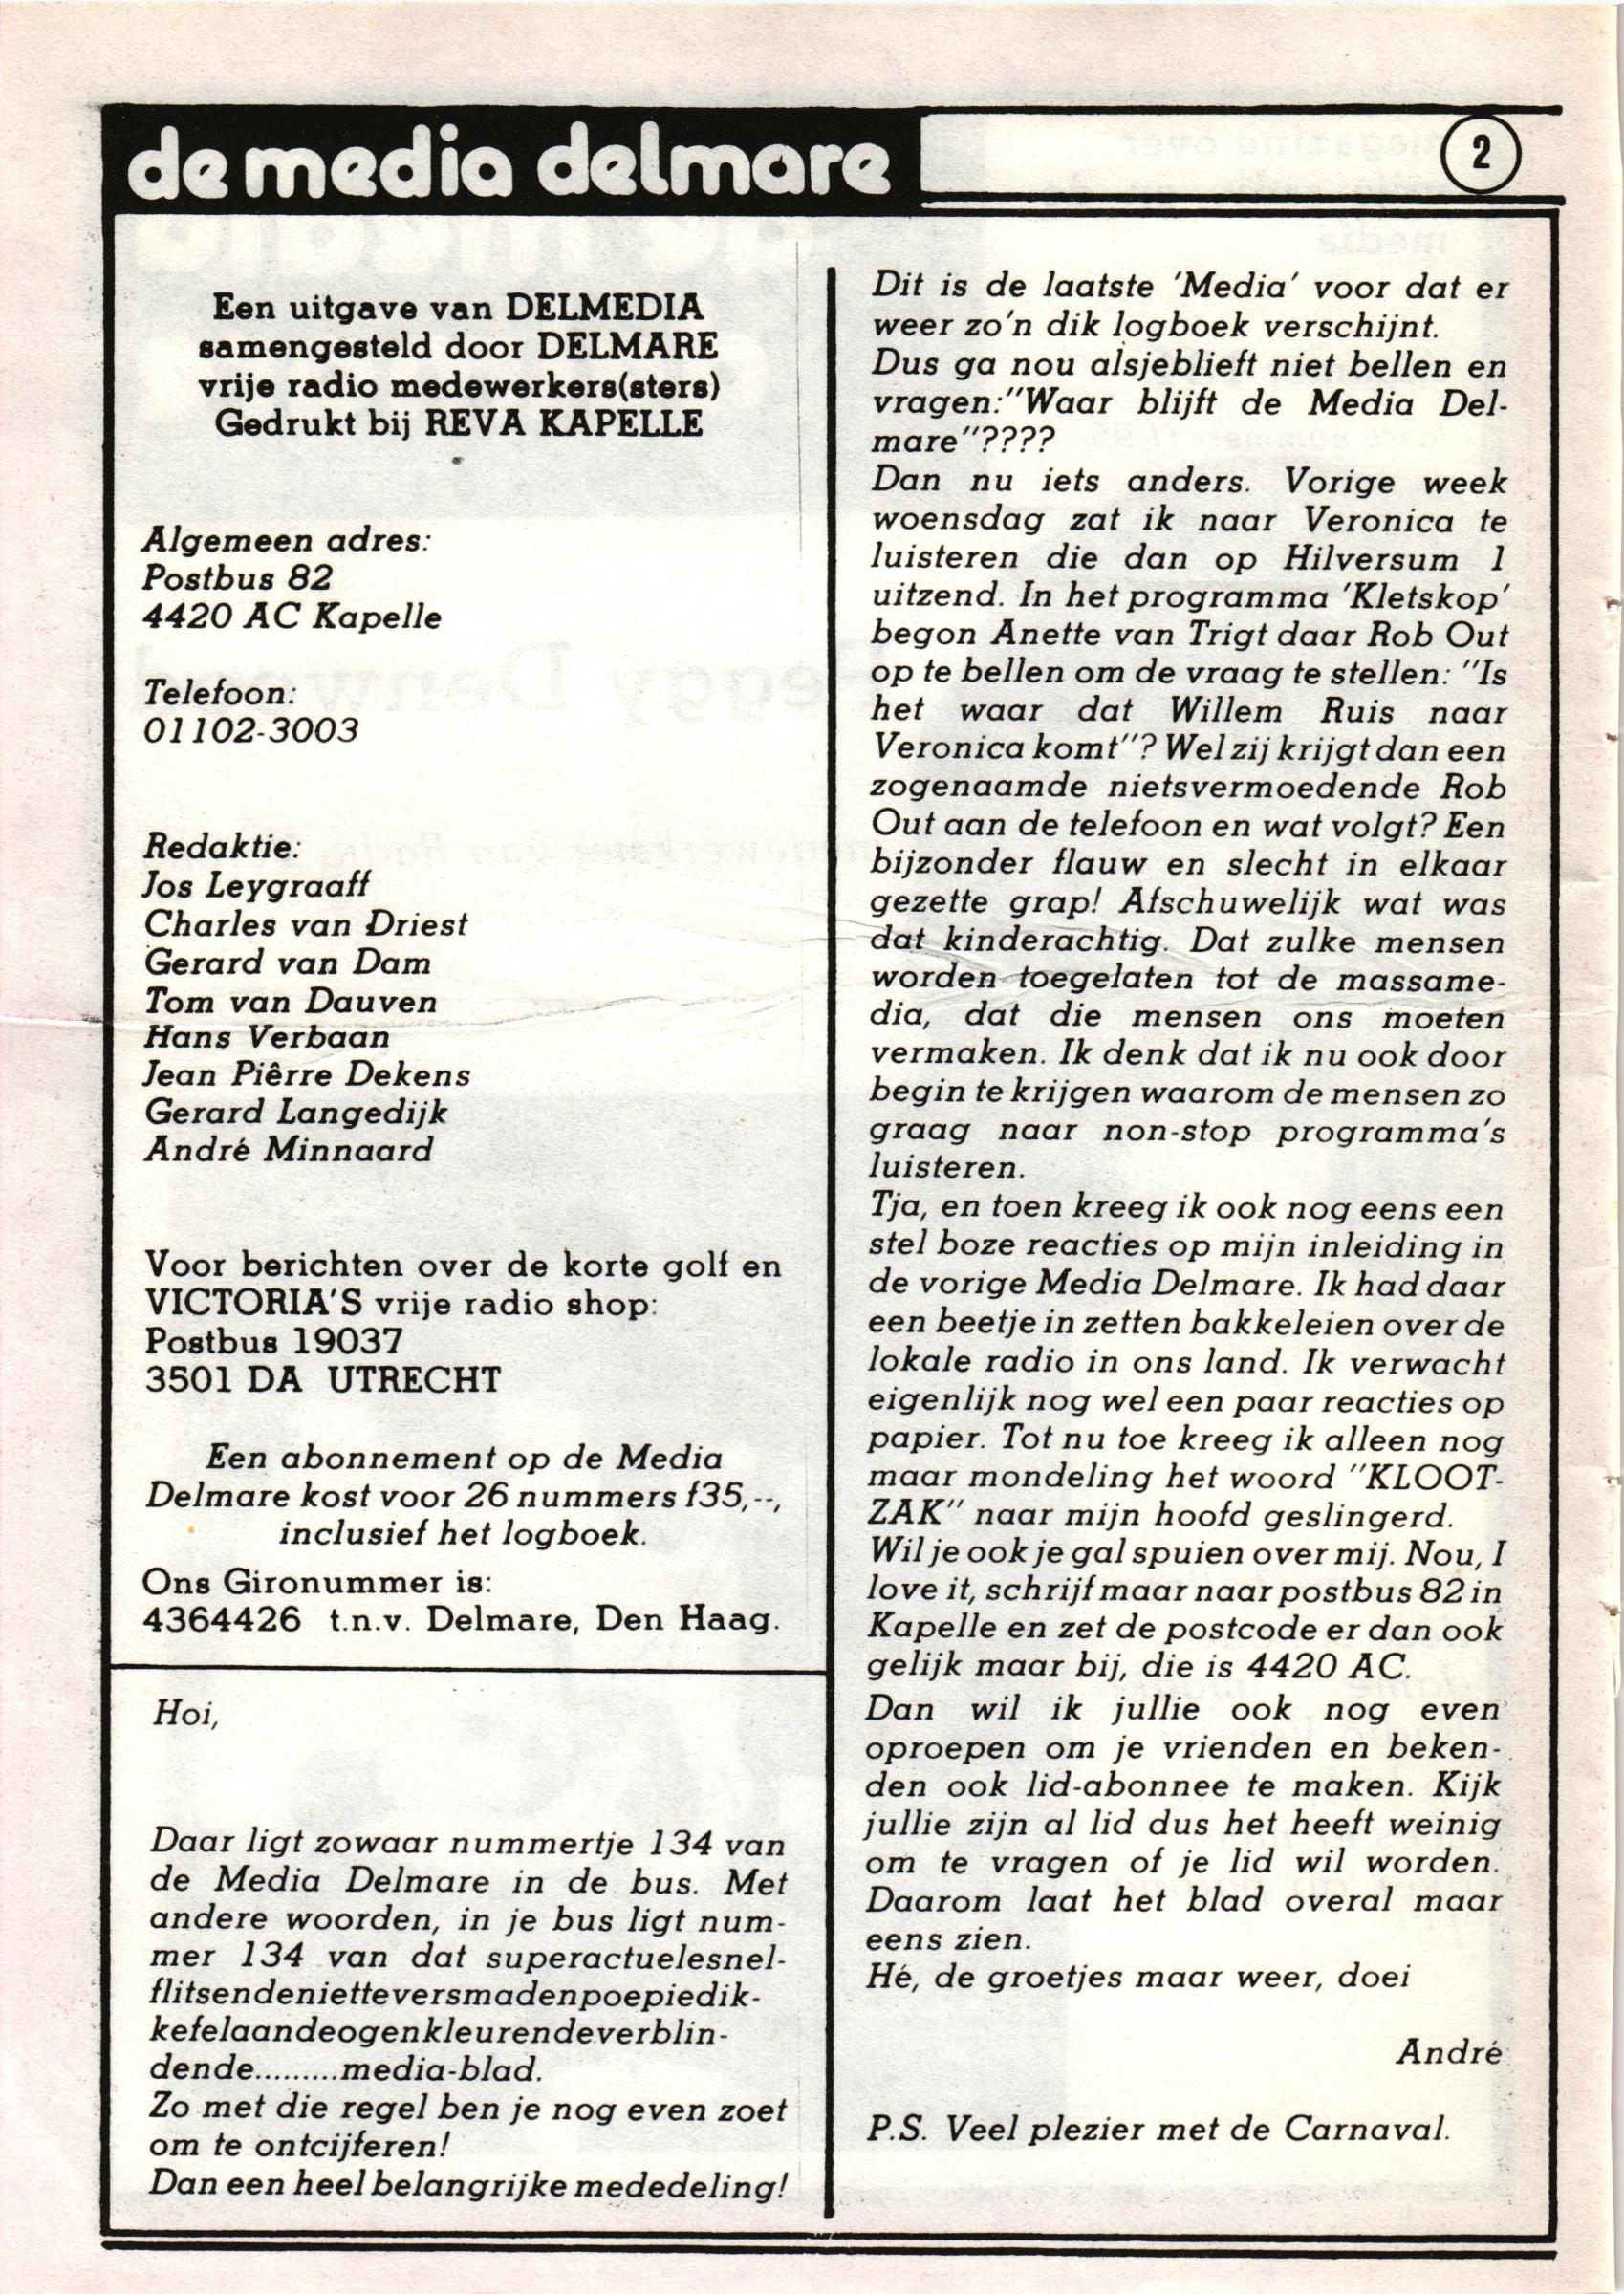 de media delmare
2
Een uitgave van DELMEDIA
samengesteld door DELMARE
vrije radio medewerkers(sters)
Gedrukt bij REVA KAPELLE
Algemeen adres:
Postbus 82
4420 AC Kapelle
Telefoon:
01102-3003
Redaktie:
Jos Leygraaff
Charles van Driest
Gerard van Dam
Tom van Dauven
Hans Verbaan
Jean Piêrre Dekens
Gerard Langedijk
André Minnaard
Voor berichten over de korte golf en
VICTORIA'S vrije radio shop:
Postbus 19037
3501 DA UTRECHT
Een abonnement op de Media
Delmare kost voor 26 nummers f35,--,
inclusief het logboek.
Ons Gironummer is:
4364426 t.n.v. Delmare, Den Haag.
Hoi,
Daar ligt zowaar nummertje 134 van
de Media Delmare in de bus. Met
andere woorden, in je bus ligt num-
mer 134 van dat superactuelesnel-
flitsendenietteversmadenpoepiedik-
kefelaandeogenkleurendeverblin-
dende.........media-blad.
Zo met die regel ben je nog even zoet
om te ontcijferen!
Dan een heel belangrijke mededeling!
Dit is de laatste 'Media' voor dat er
weer zo'n dik logboek verschijnt.
Dus ga nou alsjeblieft niet bellen en
vragen:"Waar blijft de Media Del-
mare"????
Dan nu iets anders. Vorige week
woensdag zat ik naar Veronica te
luisteren die dan op Hilversum 1
uitzend. In het programma 'Kletskop'
begon Anette van Trigt daar Rob Out
op te bellen om de vraag te stellen: "Is
het waar dat Willem Ruis naar
Veronica komt"? Wel zij krijgt dan een
zogenaamde nietsvermoedende Rob
Out aan de telefoon en wat volgt? Een
bijzonder flauw en slecht in elkaar
gezette grap! Afschuwelijk wat was
dat kinderachtig. Dat zulke mensen
worden toegelaten tot de massame-
dia, dat die mensen ons moeten
vermaken. Ik denk dat ik nu ook door
begin te krijgen waarom de mensen zo
graag naar non-stop programma's
luisteren.
Tja, en toen kreeg ik ook nog eens een
stel boze reacties op mijn inleiding in
de vorige Media Delmare. Ik had daar
een beetje in zetten bakkeleien over de
lokale radio in ons land. Ik verwacht
eigenlijk nog wel een paar reacties op
papier. Tot nu toe kreeg ik alleen nog
maar mondeling het woord "KLOOT-
ZAK" naar mijn hoofd geslingerd.
Wil je ook je gal spuien over mij. Nou, I
love it, schrijf maar naar postbus 82 in
Kapelle en zet de postcode er dan ook
gelijk maar bij, die is 4420 AC.
Dan wil ik jullie ook nog even
oproepen om je vrienden en beken-
den ook lid-abonnee te maken. Kijk
jullie zijn al lid dus het heeft weinig
om te vragen of je lid wil worden.
Daarom laat het blad overal maar
eens zien.
Hé, de groetjes maar weer, doei
André
P.S. Veel plezier met de Carnaval.